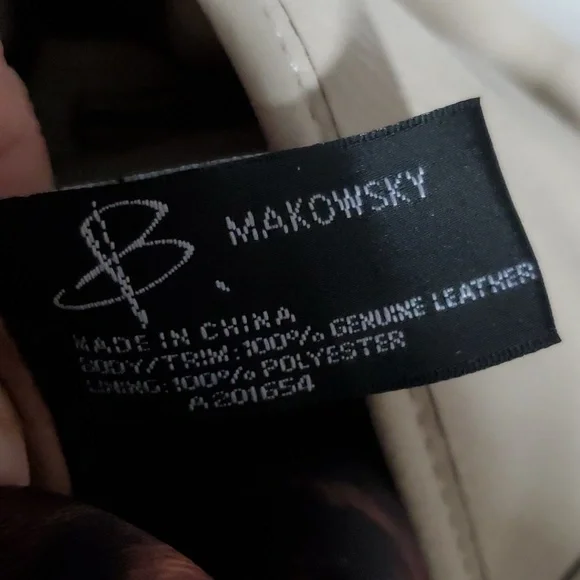 B. MAKOWSKY
MADE IN CHINA
BODY/TRIM:100% GENUINE LEATHER
LINING:100% POLYESTER
A201654